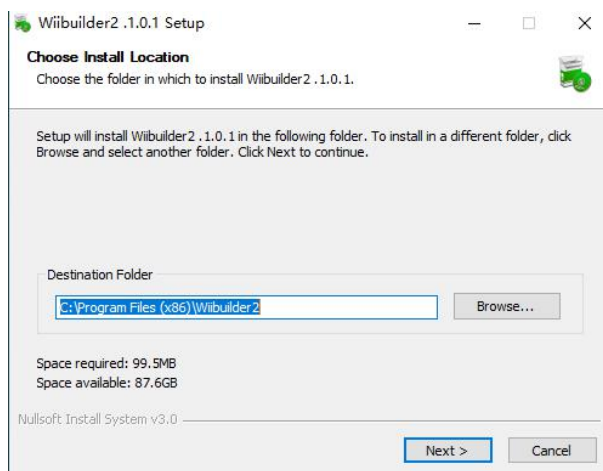 Wiibuilder2 .1.0.1 Setup
Choose Install Location
Choose the folder in which to install Wiibuilder2 .1.0.1.
Setup will install Wiibuilder2 .1.0.1 in the following folder. To install in a different folder, click
Browse and select another folder. Click Next to continue.
Destination Folder
C:\Program Files (x86)\Wiibuilder2
Browse...
Space required: 99.5MB
Space available: 87.6GB
Nullsoft Install System v3.0
Next >
Cancel